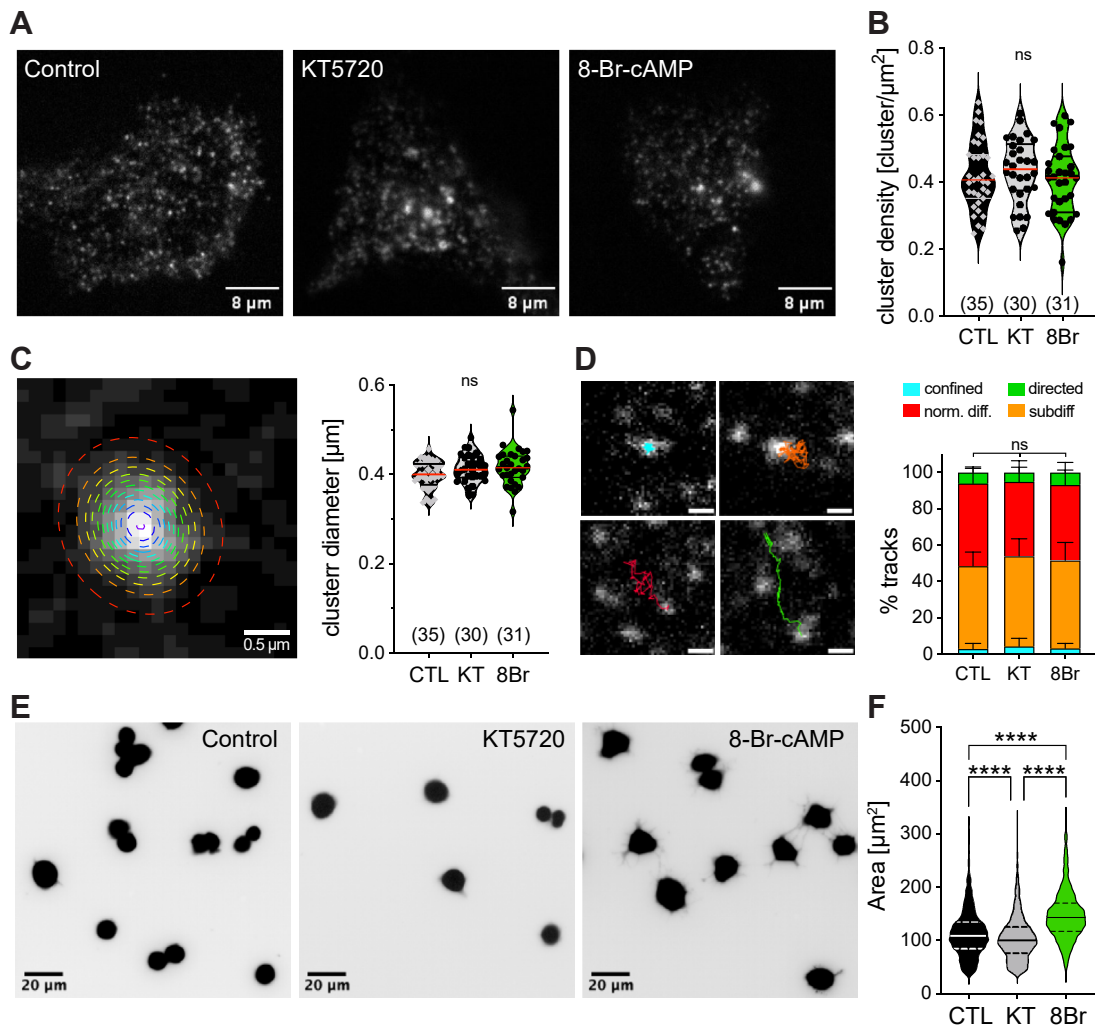 A
Control
KT5720
8-Br-cAMP
8 µm
8 µm
8 µm
B
cluster density [cluster/µm²]
0.8
0.6
0.4
0.2
0.0
ns
(35)
(30)
(31)
CTL
KT
8Br
C
0.5 µm
clusterr diameter [µm]
0.6
0.4
0.2
0.0
ns
(35)
(30)
(31)
CTL
KT
8Br
D
confined
directed
norm. diff.
subdiff
ns
% tracks
100
80
60
40
20
0
CTL
KT
8Br
E
Control
KT5720
8-Br-cAMP
20 µm
20 µm
20 µm
F
Area [µm²]
500
400
300
200
100
0
****
****
****
CTL
KT
8Br